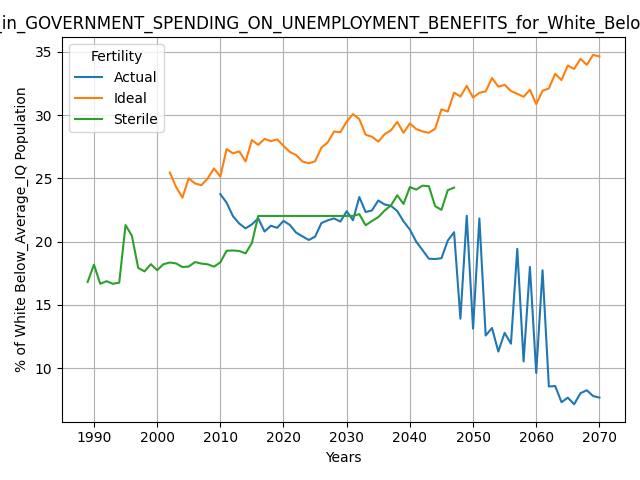 _in_GOVERNMENT_SPENDING_ON_UNEMPLOYMENT_BENEFITS_for_White_Belo
Fertility
Actual
Ideal
Sterile
% of White Below_Average_IQ Population
35
30
25
20
15
10
1990 2000 2010 2020 2030 2040 2050 2060 2070
Years